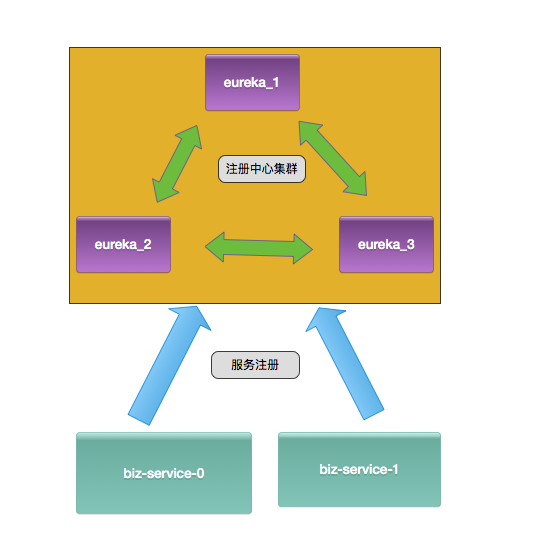 eureka_1
注册中心集群
eureka_2
eureka_3
服务注册
biz-service-0
biz-service-1